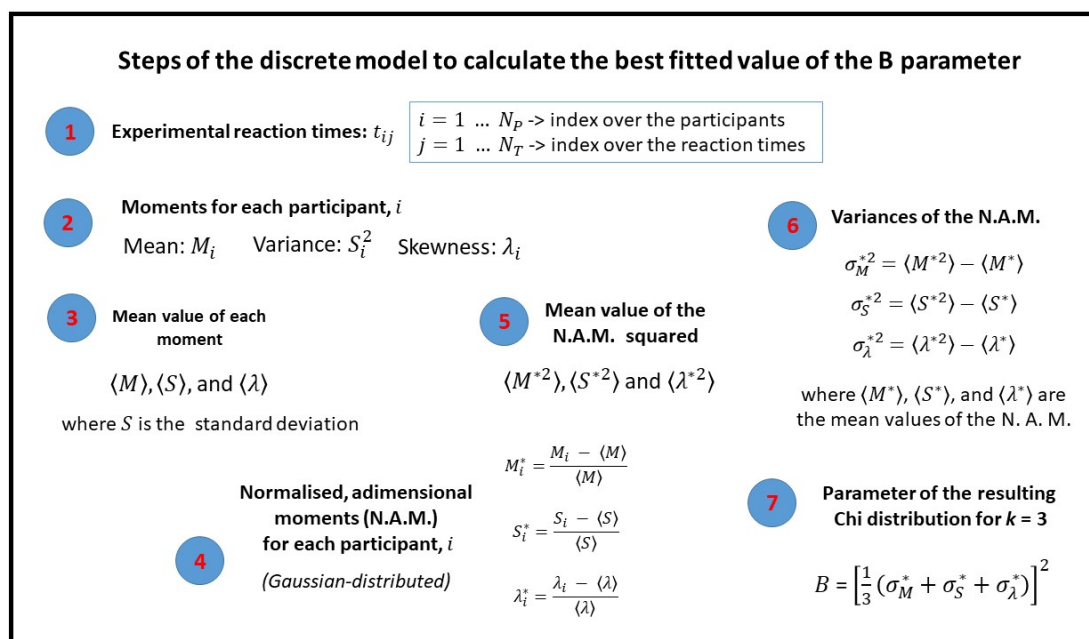 Steps of the discrete model to calculate the best fitted value of the B parameter
1
Experimental reaction times: t_{ij}
i = 1 … N_P -> index over the participants
j = 1 … N_T -> index over the reaction times
2
Moments for each participant, i
Mean: M_i Variance: S_i^2 Skewness: λ_i
3
Mean value of each
moment
⟨M⟩, ⟨S⟩, and ⟨λ⟩
where S is the standard deviation
4
Normalised, adimensional
moments (N.A.M.)
for each participant, i
(Gaussian-distributed)
M_i^* = (M_i − ⟨M⟩)/⟨M⟩
S_i^* = (S_i − ⟨S⟩)/⟨S⟩
λ_i^* = (λ_i − ⟨λ⟩)/⟨λ⟩
5
Mean value of the
N.A.M. squared
⟨M^{*2}⟩, ⟨S^{*2}⟩ and ⟨λ^{*2}⟩
6
Variances of the N.A.M.
σ_M^{*2} = ⟨M^{*2}⟩ − ⟨M^*⟩
σ_S^{*2} = ⟨S^{*2}⟩ − ⟨S^*⟩
σ_λ^{*2} = ⟨λ^{*2}⟩ − ⟨λ^*⟩
where ⟨M^*⟩, ⟨S^*⟩, and ⟨λ^*⟩ are
the mean values of the N. A. M.
7
Parameter of the resulting
Chi distribution for k = 3
B = [1/3 (σ_M^* + σ_S^* + σ_λ^*)]^2